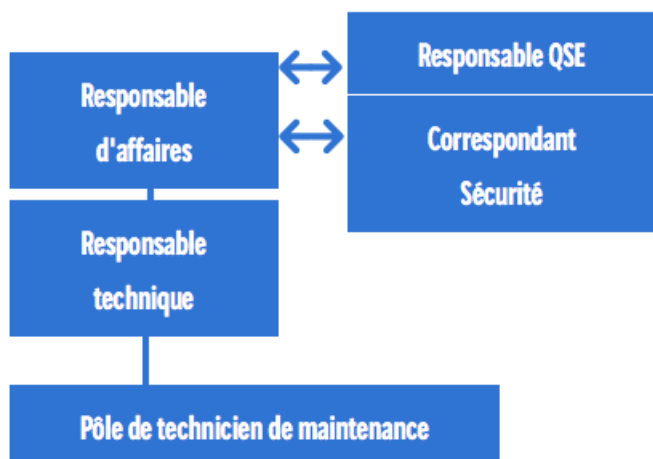 Responsable
d'affaires
Responsable QSE
Correspondant
Sécurité
Responsable
technique
Pôle de technicien de maintenance